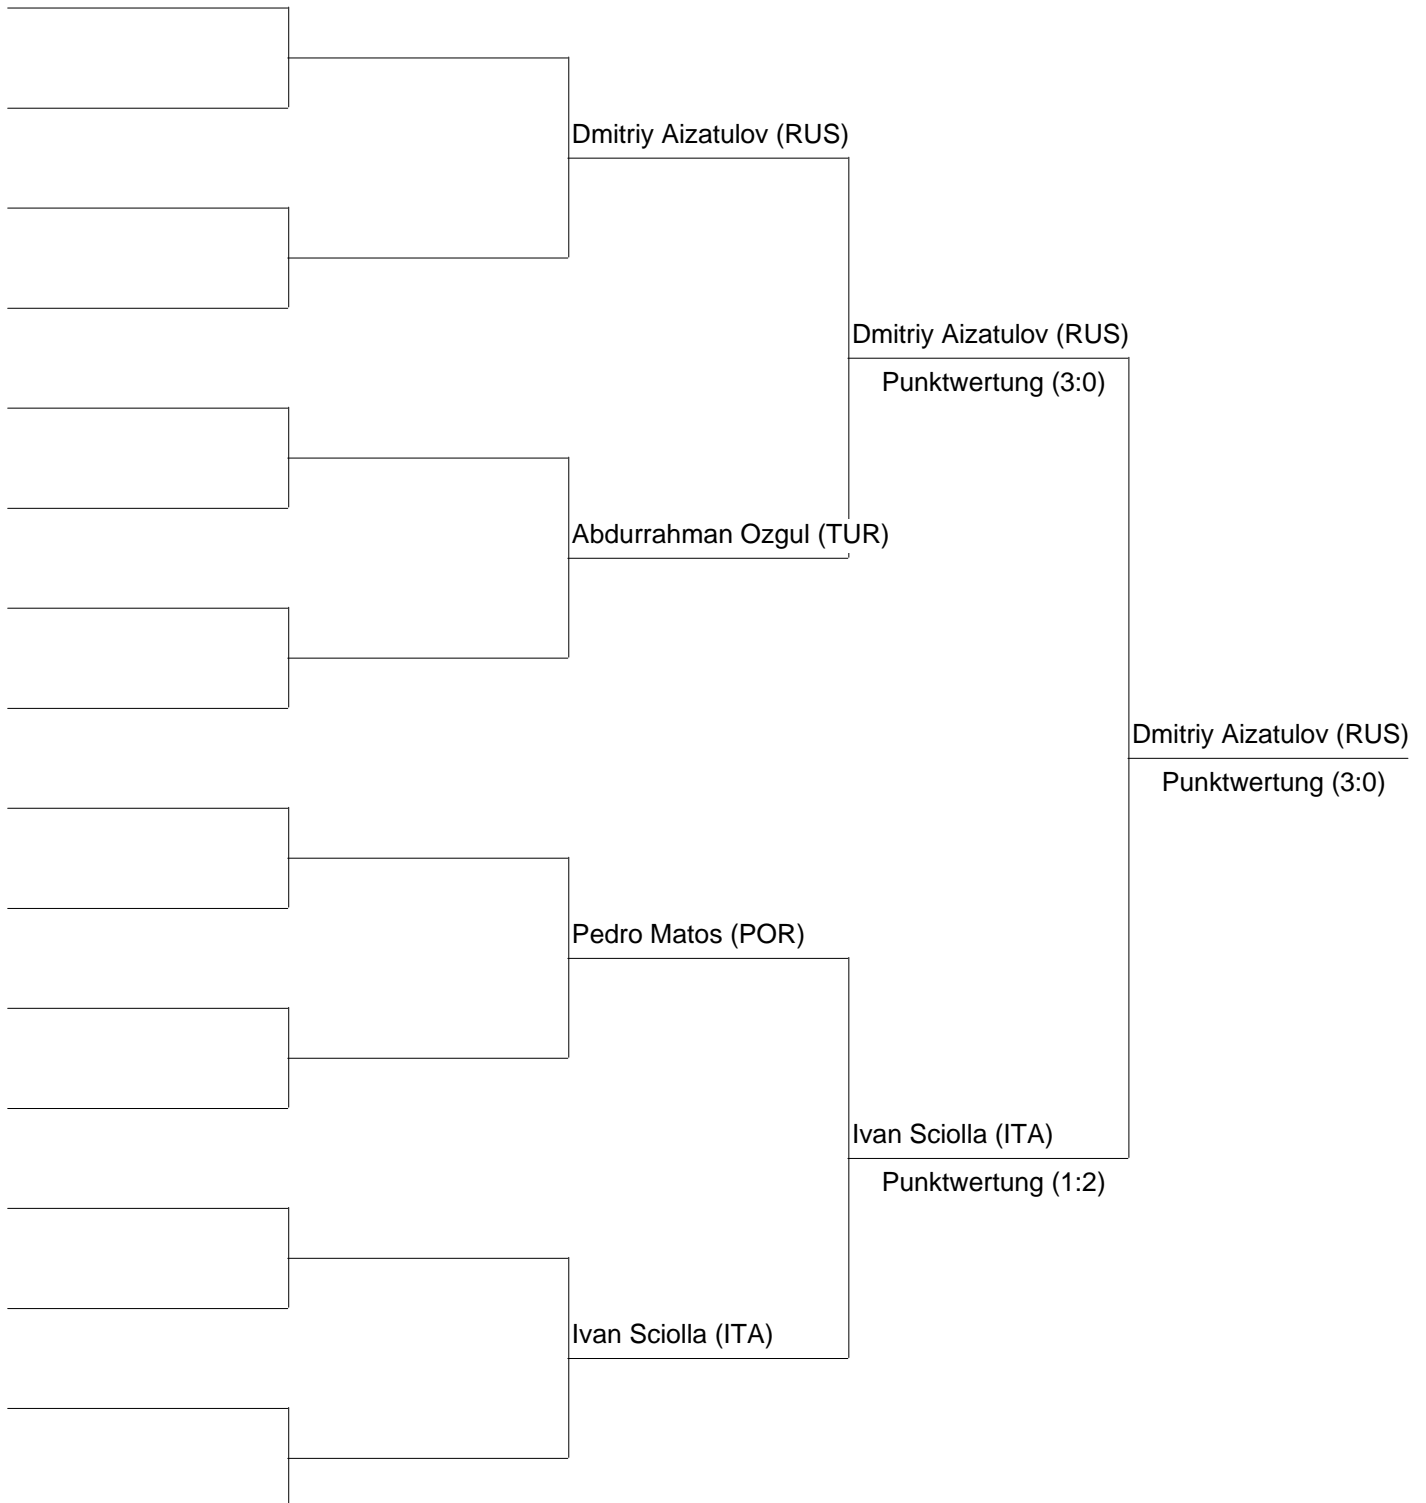 Dmitriy Aizatulov (RUS)
Dmitriy Aizatulov (RUS)
Punktwertung (3:0)
Abdurrahman Ozgul (TUR)
Dmitriy Aizatulov (RUS)
Punktwertung (3:0)
Pedro Matos (POR)
Ivan Sciolla (ITA)
Punktwertung (1:2)
Ivan Sciolla (ITA)